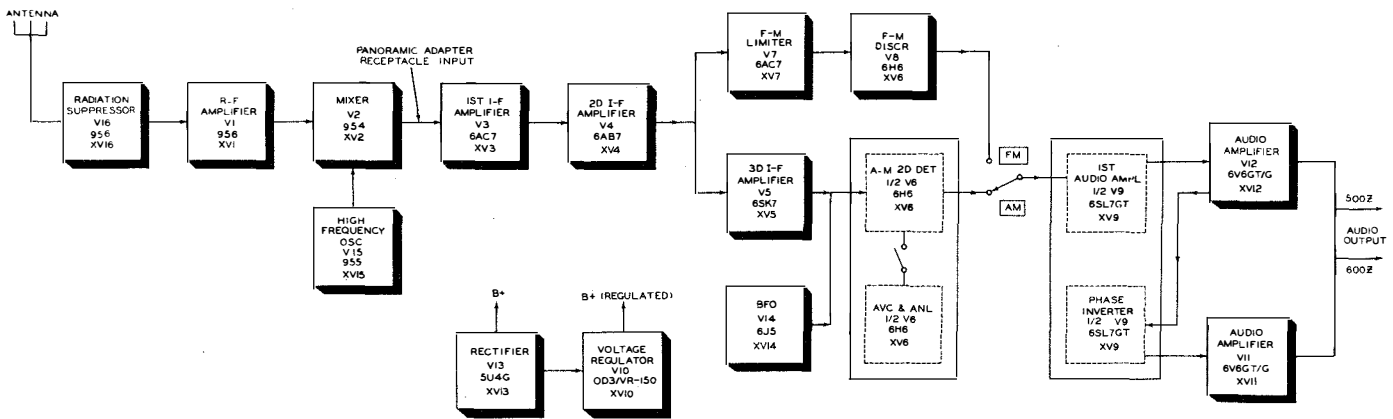 ANTENNA
RADIATION
SUPPRESSOR
V16
956
XV16
R-F
AMPLIFIER
V1
956
XV1
MIXER
V2
954
XV2
HIGH
FREQUENCY
OSC
V15
955
XV15
PANORAMIC ADAPTER
RECEPTACLE INPUT
1ST I-F
AMPLIFIER
V3
6AC7
XV3
2D I-F
AMPLIFIER
V4
6AB7
XV4
F-M
LIMITER
V7
6AC7
XV7
F-M
DISCR
V8
6H6
XV6
3D I-F
AMPLIFIER
V5
6SK7
XV5
A-M 2D DET
1/2 V6
6H6
XV6
FM
AM
1ST
AUDIO AMPL
1/2 V9
6SL7GT
XV9
AUDIO
AMPLIFIER
V12
6V6GT/G
XV12
500Z
AUDIO
OUTPUT
600Z
B+
RECTIFIER
V13
5U4G
XV13
B+ (REGULATED)
VOLTAGE
REGULATOR
V10
OD3/VR-150
XV10
BFO
V14
6J5
XV14
AVC & ANL
1/2 V6
6H6
XV6
PHASE
INVERTER
1/2 V9
6SL7GT
XV9
AUDIO
AMPLIFIER
V11
6V6GT/G
XV11